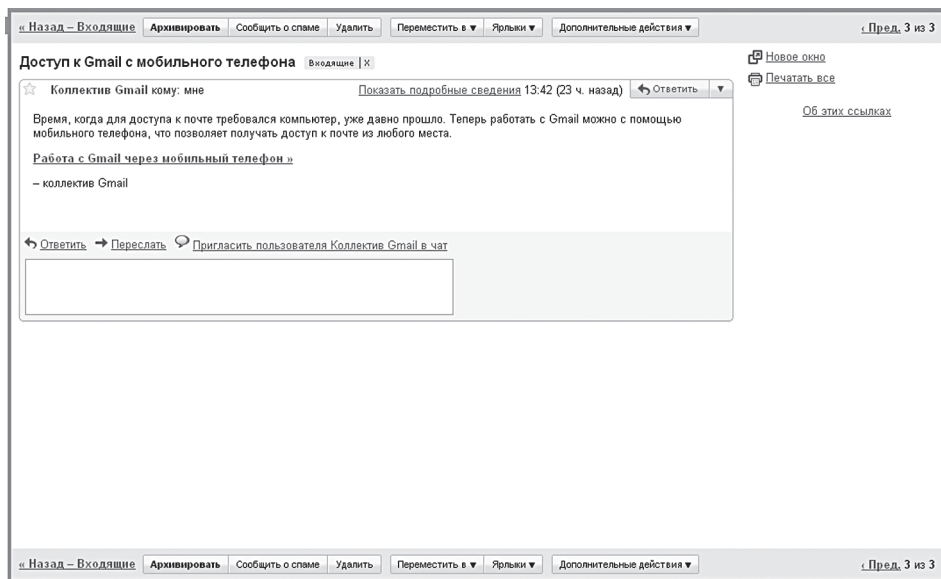 « Назад – Входящие Архивировать Сообщить о спаме Удалить Переместить в ▼ Ярлыки ▼ Дополнительные действия ▼ ‹ Пред. 3 из 3
Доступ к Gmail с мобильного телефона Входящие | X
Новое окно
Печатать все
Об этих ссылках
Коллектив Gmail кому: мне Показать подробные сведения 13:42 (23 ч. назад) Ответить ▼
Время, когда для доступа к почте требовался компьютер, уже давно прошло. Теперь работать с Gmail можно с помощью
мобильного телефона, что позволяет получать доступ к почте из любого места.
Работа с Gmail через мобильный телефон »
– коллектив Gmail
Ответить Переслать Пригласить пользователя Коллектив Gmail в чат
« Назад – Входящие Архивировать Сообщить о спаме Удалить Переместить в ▼ Ярлыки ▼ Дополнительные действия ▼ ‹ Пред. 3 из 3